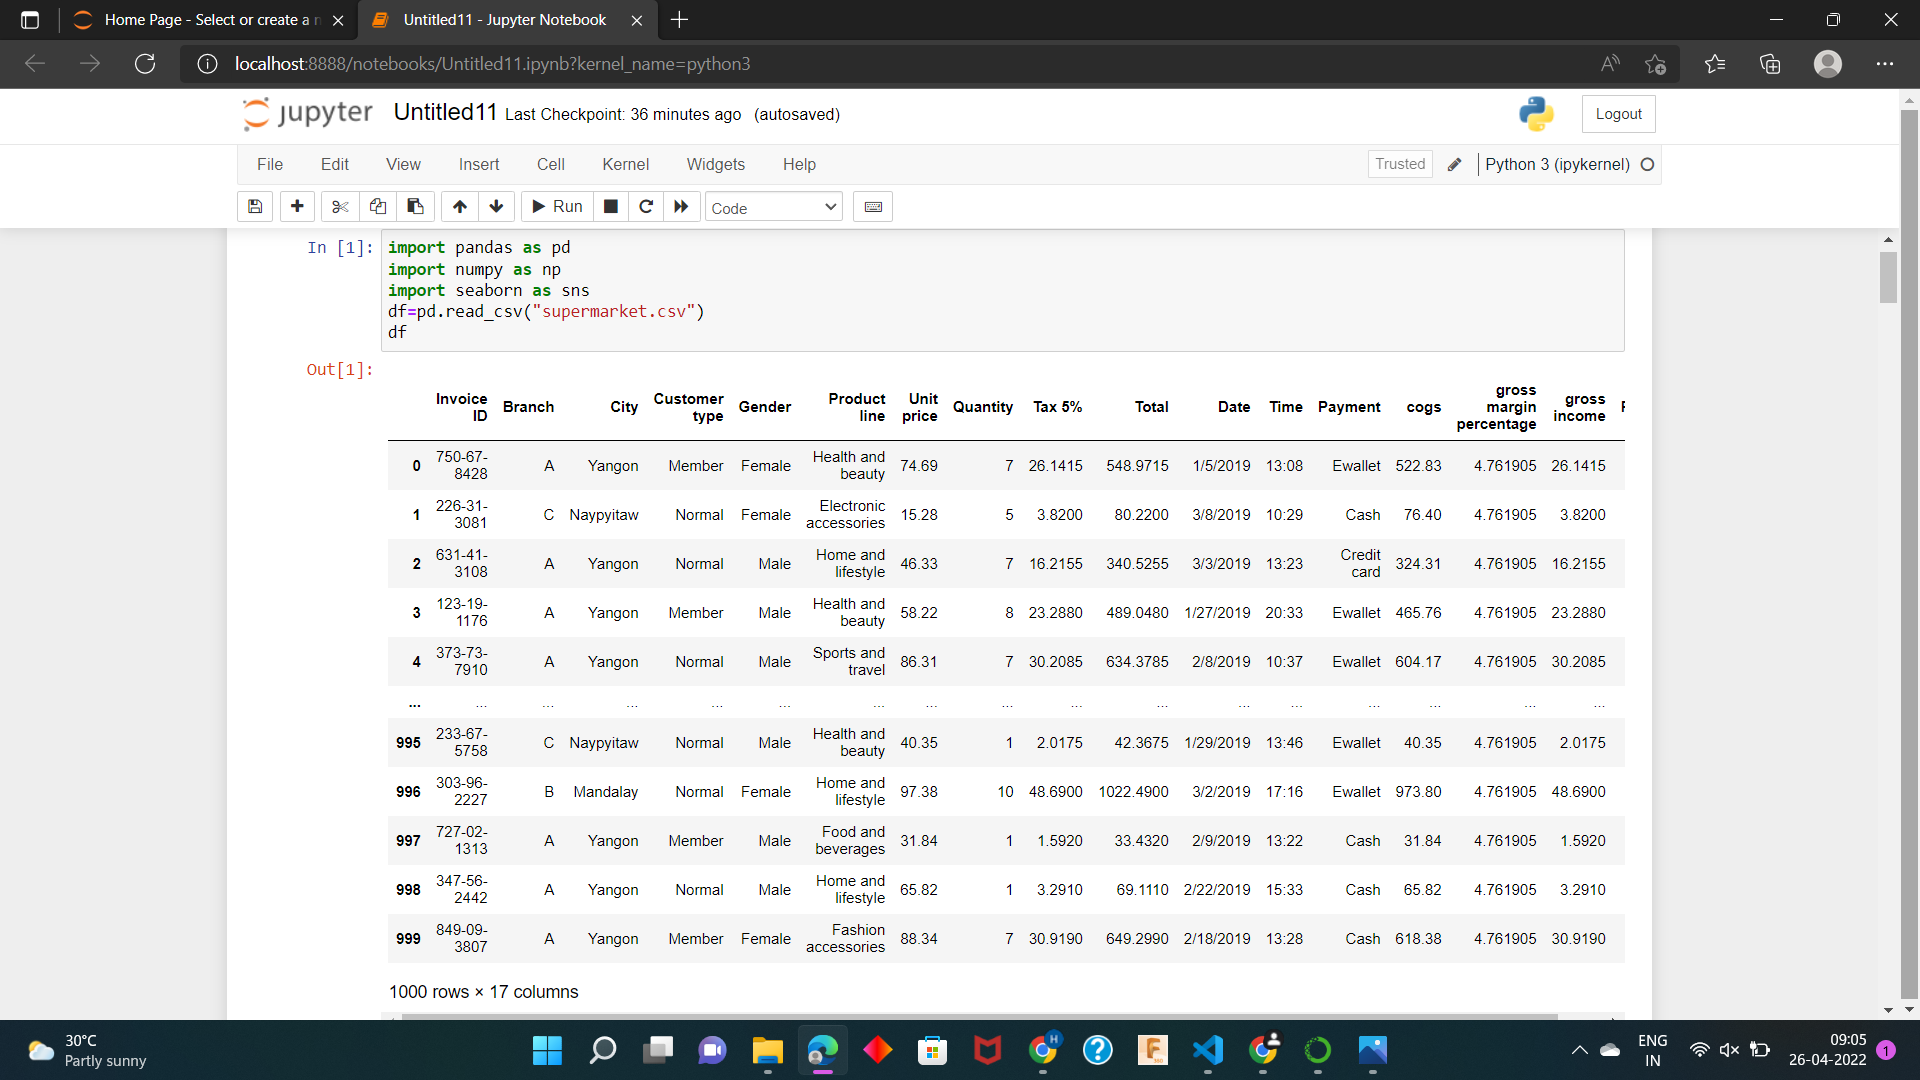 Home Page - Select or create a n
Untitled11 - Jupyter Notebook
localhost:8888/notebooks/Untitled11.ipynb?kernel_name=python3
jupyter Untitled11 Last Checkpoint: 36 minutes ago (autosaved)
Logout
File Edit View Insert Cell Kernel Widgets Help
Trusted Python 3 (ipykernel)
Run Code
In [1]: import pandas as pd
import numpy as np
import seaborn as sns
df=pd.read_csv("supermarket.csv")
df
Out[1]:
Invoice ID Branch City Customer type Gender Product line Unit price Quantity Tax 5% Total Date Time Payment cogs gross margin percentage gross income
0 750-67-8428 A Yangon Member Female Health and beauty 74.69 7 26.1415 548.9715 1/5/2019 13:08 Ewallet 522.83 4.761905 26.1415
1 226-31-3081 C Naypyitaw Normal Female Electronic accessories 15.28 5 3.8200 80.2200 3/8/2019 10:29 Cash 76.40 4.761905 3.8200
2 631-41-3108 A Yangon Normal Male Home and lifestyle 46.33 7 16.2155 340.5255 3/3/2019 13:23 Credit card 324.31 4.761905 16.2155
3 123-19-1176 A Yangon Member Male Health and beauty 58.22 8 23.2880 489.0480 1/27/2019 20:33 Ewallet 465.76 4.761905 23.2880
4 373-73-7910 A Yangon Normal Male Sports and travel 86.31 7 30.2085 634.3785 2/8/2019 10:37 Ewallet 604.17 4.761905 30.2085
... ... ... ... ... ... ... ... ... ... ... ... ... ... ... ... ...
995 233-67-5758 C Naypyitaw Normal Male Health and beauty 40.35 1 2.0175 42.3675 1/29/2019 13:46 Ewallet 40.35 4.761905 2.0175
996 303-96-2227 B Mandalay Normal Female Home and lifestyle 97.38 10 48.6900 1022.4900 3/2/2019 17:16 Ewallet 973.80 4.761905 48.6900
997 727-02-1313 A Yangon Member Male Food and beverages 31.84 1 1.5920 33.4320 2/9/2019 13:22 Cash 31.84 4.761905 1.5920
998 347-56-2442 A Yangon Normal Male Home and lifestyle 65.82 1 3.2910 69.1110 2/22/2019 15:33 Cash 65.82 4.761905 3.2910
999 849-09-3807 A Yangon Member Female Fashion accessories 88.34 7 30.9190 649.2990 2/18/2019 13:28 Cash 618.38 4.761905 30.9190
1000 rows × 17 columns
30°C
Partly sunny
ENG
IN
09:05
26-04-2022
1